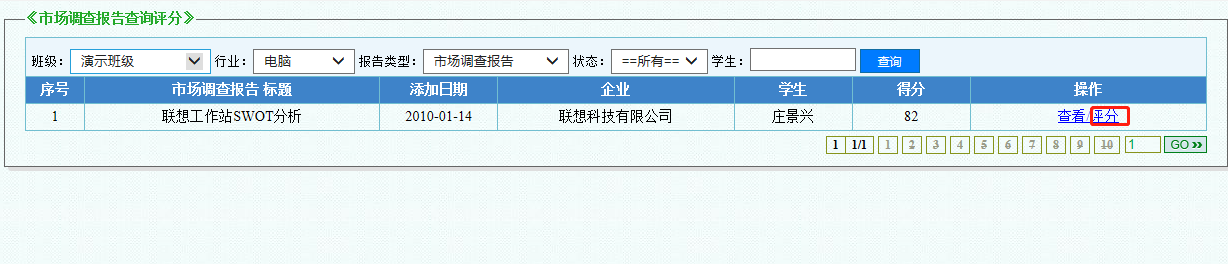 ≪市场调查报告查询评分≫
班级： 演示班级 行业： 电脑 报告类型： 市场调查报告 状态： ==所有== 学生： 查询
序号 市场调查报告 标题 添加日期 企业 学生 得分 操作
1 联想工作站SWOT分析 2010-01-14 联想科技有限公司 庄景兴 82 查看/评分
1 1/1 1 2 3 4 5 6 7 8 9 10 1 GO »